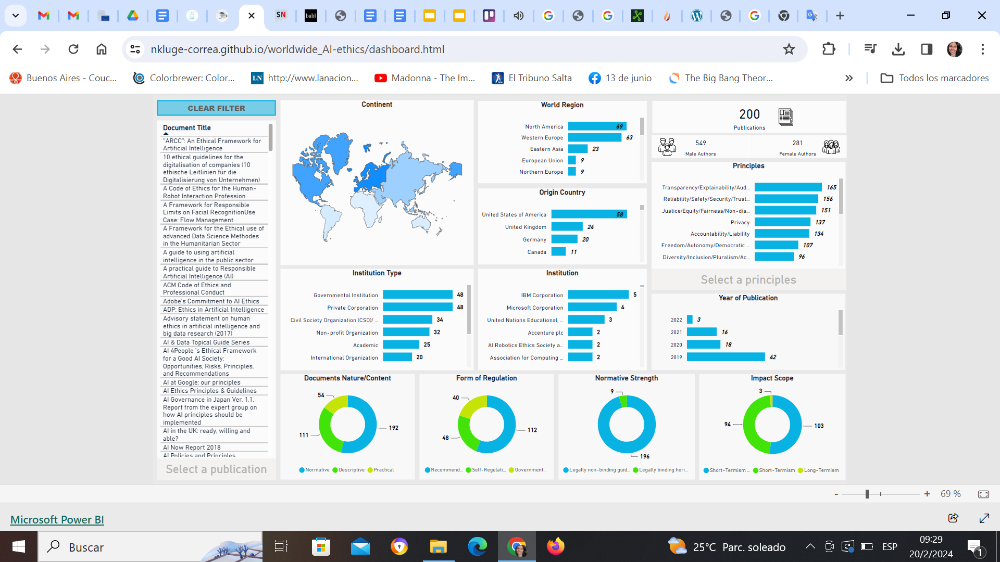 SN
babl
nkluge-correa.github.io/worldwide_AI-ethics/dashboard.html
Buenos Aires - Couc...
Colorbrewer: Color...
LN
http://www.lanacion...
Madonna - The Im...
El Tribuno Salta
13 de junio
The Big Bang Theor...
Todos los marcadores
CLEAR FILTER
Document Title
"ARCC": An Ethical Framework for
Artificial Intelligence
10 ethical guidelines for the
digitalisation of companies (10
ethische Leitlinien für die
Digitalisierung von Unternehmen)
A Code of Ethics for the Human-
Robot Interaction Profession
A Framework for Responsible
Limits on Facial RecognitionUse
Case: Flow Management
A Framework for the Ethical use of
advanced Data Science Methodes
in the Humanitarian Sector
A guide to using artificial
intelligence in the public sector
A practical guide to Responsible
Artificial Intelligence (AI)
ACM Code of Ethics and
Professional Conduct
Adobe's Commitment to AI Ethics
ADP: Ethics in Artificial Intelligence
Advisory statement on human
ethics in artificial intelligence and
big data research (2017)
AI & Data Topical Guide Series
AI 4People 's Ethical Framework
for a Good AI Society:
Opportunities, Risks, Principles,
and Recommendations
AI at Google: our principles
AI Ethics Principles & Guidelines
AI Governance in Japan Ver. 1.1,
Report from the expert group on
how AI principles should be
implemented
AI in the UK: ready, willing and
able?
AI Now Report 2018
AI Policies and Principles
Select a publication
Continent
World Region
North America 69
Western Europe 63
Eastern Asia 23
European Union 9
Northern Europe 9
Origin Country
United States of America 58
United Kingdom 24
Germany 20
Canada 11
200
Publications
549
Male Authors
281
Female Authors
Principles
Transparency/Explainability/Aud... 165
Reliability/Safety/Security/Trust... 156
Justice/Equity/Fairness/Non-dis... 151
Privacy 137
Accountability/Liability 134
Freedom/Autonomy/Democratic ... 107
Diversity/Inclusion/Pluralism/Ac... 96
Select a principles
Institution Type
Governmental Institution 48
Private Corporation 48
Civil Society Organization (CSO)/ ... 34
Non-profit Organization 32
Academic 25
International Organization 20
Institution
IBM Corporation 5
Microsoft Corporation 4
United Nations Educational, ... 3
Accenture plc 2
AI Robotics Ethics Society a... 2
Association for Computing ... 2
Year of Publication
2022 3
2021 16
2020 18
2019 42
Documents Nature/Content
54
192
111
Normative Descriptive Practical
Form of Regulation
40
112
48
Recommend... Self-Regulati... Government...
Normative Strength
9
196
Legally non-binding guid... Legally binding hori...
Impact Scope
3
94
103
Short-Termism ... Short-Termism Long-Termism
- + 69 %
Microsoft Power BI
Buscar
25°C Parc. soleado
ESP
09:29
20/2/2024
1